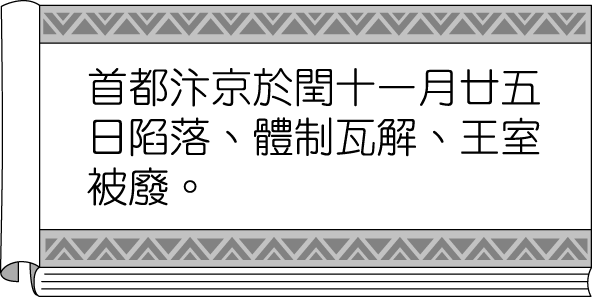 首都汴京於閏十一月廿五
日陷落、體制瓦解、王室
被廢。